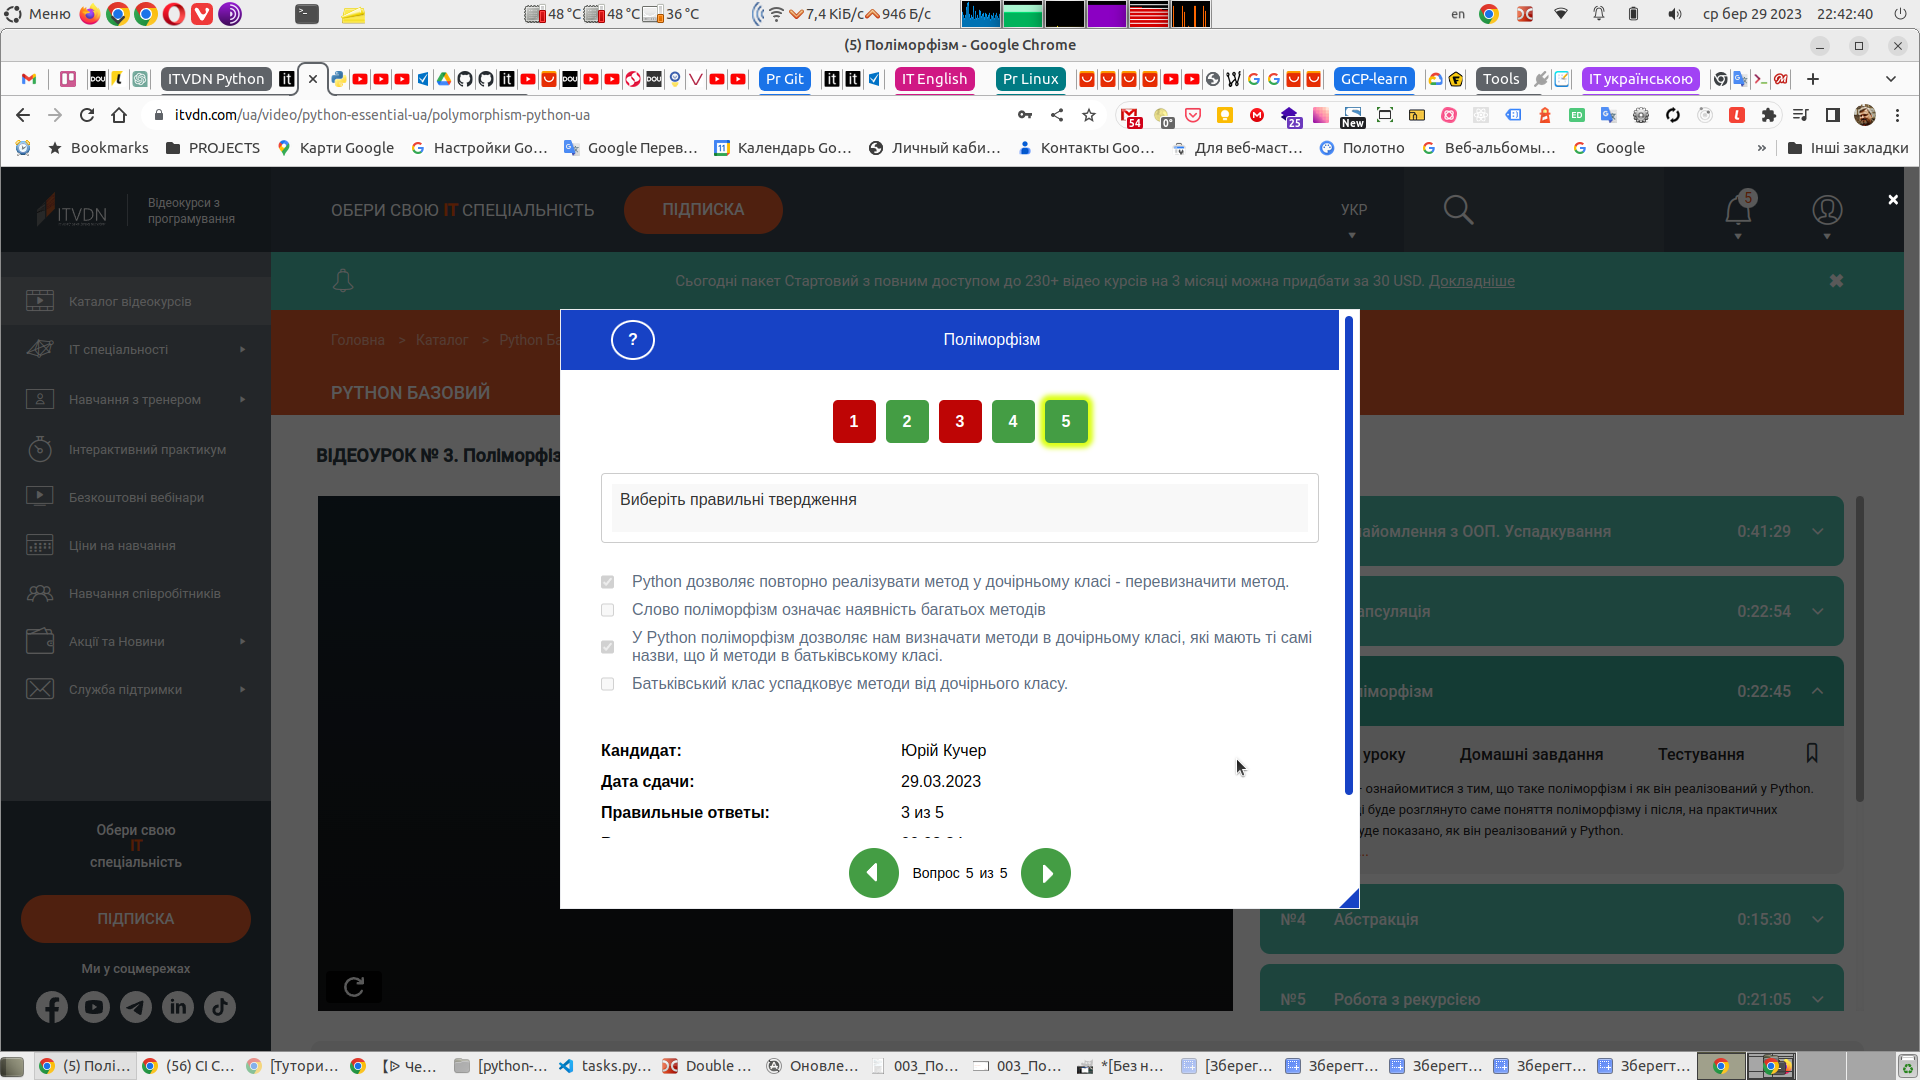 Меню
48 °C
48 °C
36 °C
7,4 KiБ/с
946 Б/с
en
ср бер 29 2023
22:42:40
(5) Поліморфізм - Google Chrome
ITVDN Python
Pr Git
IT English
Pr Linux
GCP-learn
Tools
IT українською
itvdn.com/ua/video/python-essential-ua/polymorphism-python-ua
54
0°
25
New
Bookmarks
PROJECTS
Карти Google
Настройки Go...
Google Перев...
Календарь Go...
Личный каби...
Контакты Goo...
Для веб-маст...
Полотно
Веб-альбомы...
Google
»
Інші закладки
ITVDN
Відеокурси з
програмування
ОБЕРИ СВОЮ ІТ СПЕЦІАЛЬНІСТЬ
ПІДПИСКА
УКР
5
Сьогодні пакет Стартовий з повним доступом до 230+ відео курсів на 3 місяці можна придбати за 30 USD. Докладніше
Каталог відеокурсів
IT спеціальності
Навчання з тренером
Інтерактивний практикум
Безкоштовні вебінари
Ціни на навчання
Навчання співробітників
Акції та Новини
Служба підтримки
Обери свою
IT
спеціальність
ПІДПИСКА
Ми у соцмережах
Головна > Каталог > Python Ба
PYTHON БАЗОВИЙ
ВІДЕОУРОК № 3. Поліморфіз
?
Поліморфізм
1
2
3
4
5
Виберіть правильні твердження
Python дозволяє повторно реалізувати метод у дочірньому класі - перевизначити метод.
Слово поліморфізм означає наявність багатьох методів
У Python поліморфізм дозволяє нам визначати методи в дочірньому класі, які мають ті самі
назви, що й методи в батьківському класі.
Батьківський клас успадковує методи від дочірнього класу.
Кандидат: Юрій Кучер
Дата сдачи: 29.03.2023
Правильные ответы: 3 из 5
Вопрос 5 из 5
найомлення з ООП. Успадкування 0:41:29
апсуляція 0:22:54
іморфізм 0:22:45
уроку
Домашні завдання
Тестування
- ознайомитися з тим, що таке поліморфізм і як він реалізований у Python.
ці буде розглянуто саме поняття поліморфізму і після, на практичних
уде показано, як він реалізований у Python.
№4 Абстракція 0:15:30
№5 Робота з рекурсією 0:21:05
(5) Полі...
(56) CI C...
[Тутори...
Че...
[python-...
tasks.py...
Double ...
Оновле...
003_По...
003_По...
*[Без н...
[Зберег...
Зберегт...
Зберегт...
Зберегт...
Зберегт...